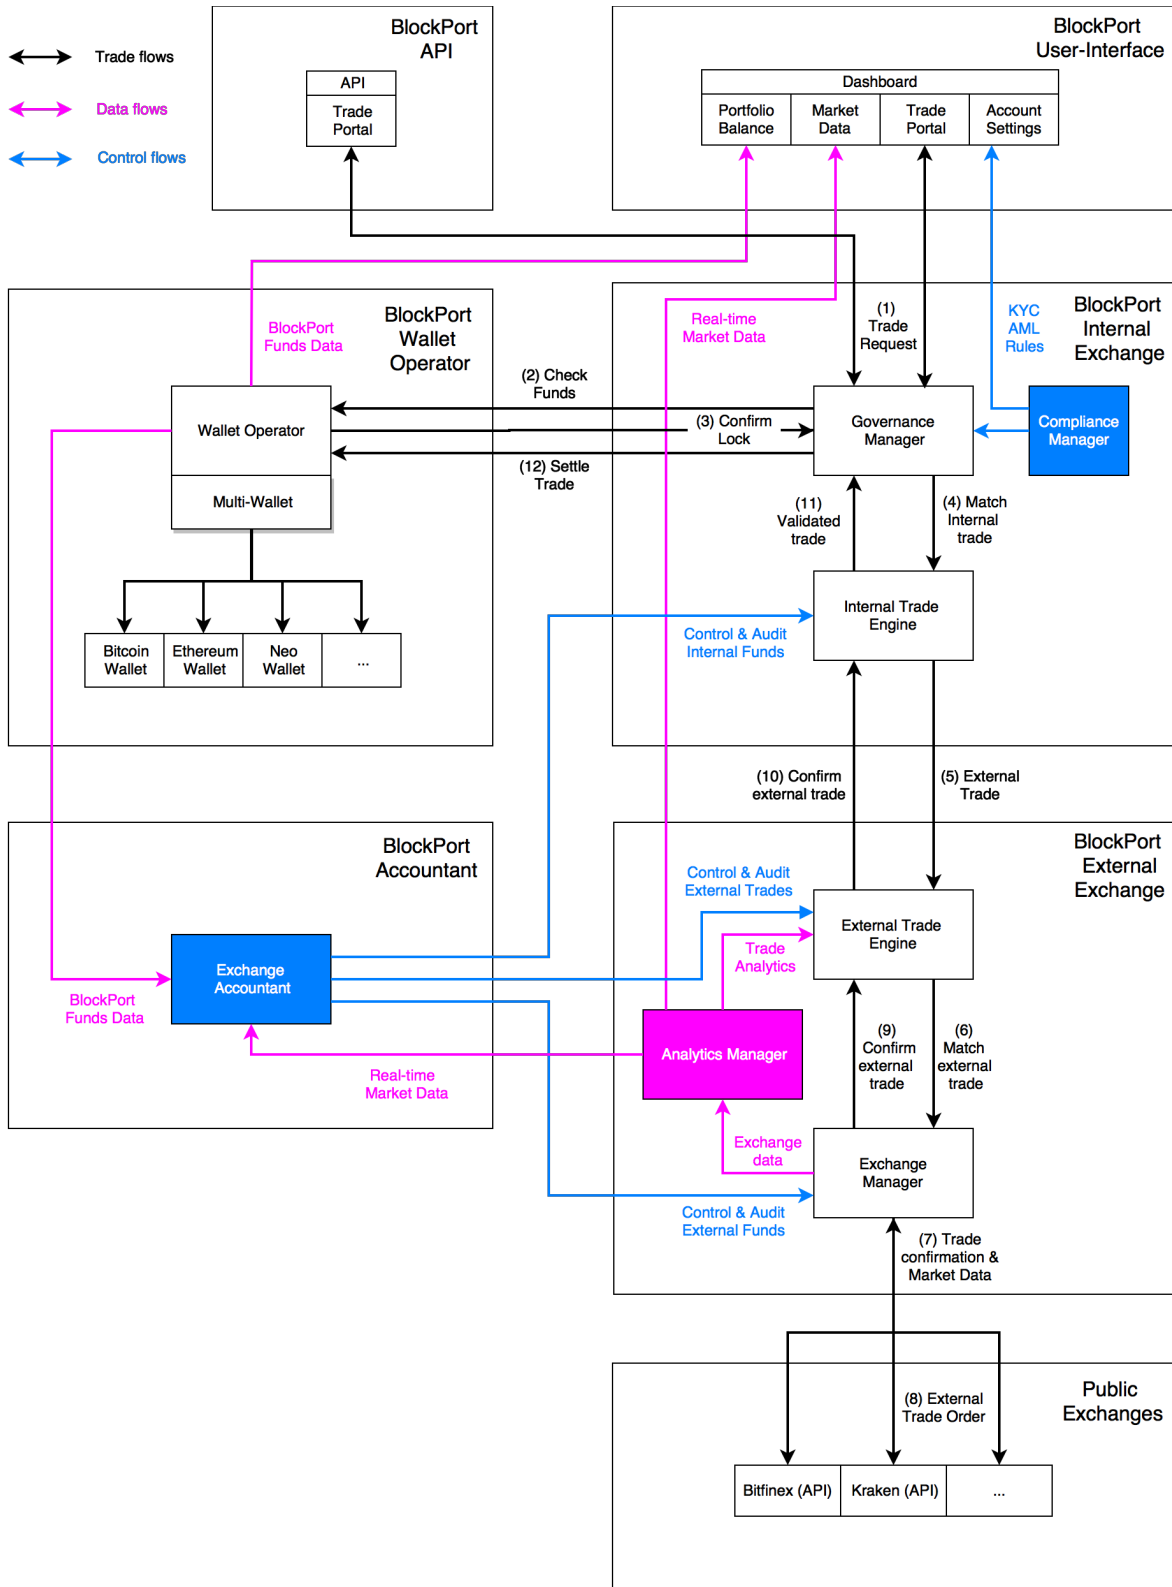 Trade flows
Data flows
Control flows
BlockPort
API
API
Trade
Portal
BlockPort
User-Interface
Dashboard
Portfolio
Balance
Market
Data
Trade
Portal
Account
Settings
BlockPort
Wallet
Operator
BlockPort
Funds Data
Wallet Operator
Multi-Wallet
Bitcoin
Wallet
Ethereum
Wallet
Neo
Wallet
...
(2) Check
Funds
(3) Confirm
Lock
(12) Settle
Trade
BlockPort
Internal
Exchange
Real-time
Market Data
(1)
Trade
Request
KYC
AML
Rules
Governance
Manager
Compliance
Manager
(11)
Validated
trade
(4) Match
Internal
trade
Internal Trade
Engine
Control & Audit
Internal Funds
(10) Confirm
external trade
(5) External
Trade
BlockPort
Accountant
Exchange
Accountant
BlockPort
Funds Data
Real-time
Market Data
BlockPort
External
Exchange
Control & Audit
External Trades
External Trade
Engine
Trade
Analytics
Analytics Manager
(9)
Confirm
external
trade
(6)
Match
external
trade
Exchange
data
Exchange
Manager
Control & Audit
External Funds
(7) Trade
confirmation &
Market Data
Public
Exchanges
(8) External
Trade Order
Bitfinex (API)
Kraken (API)
...